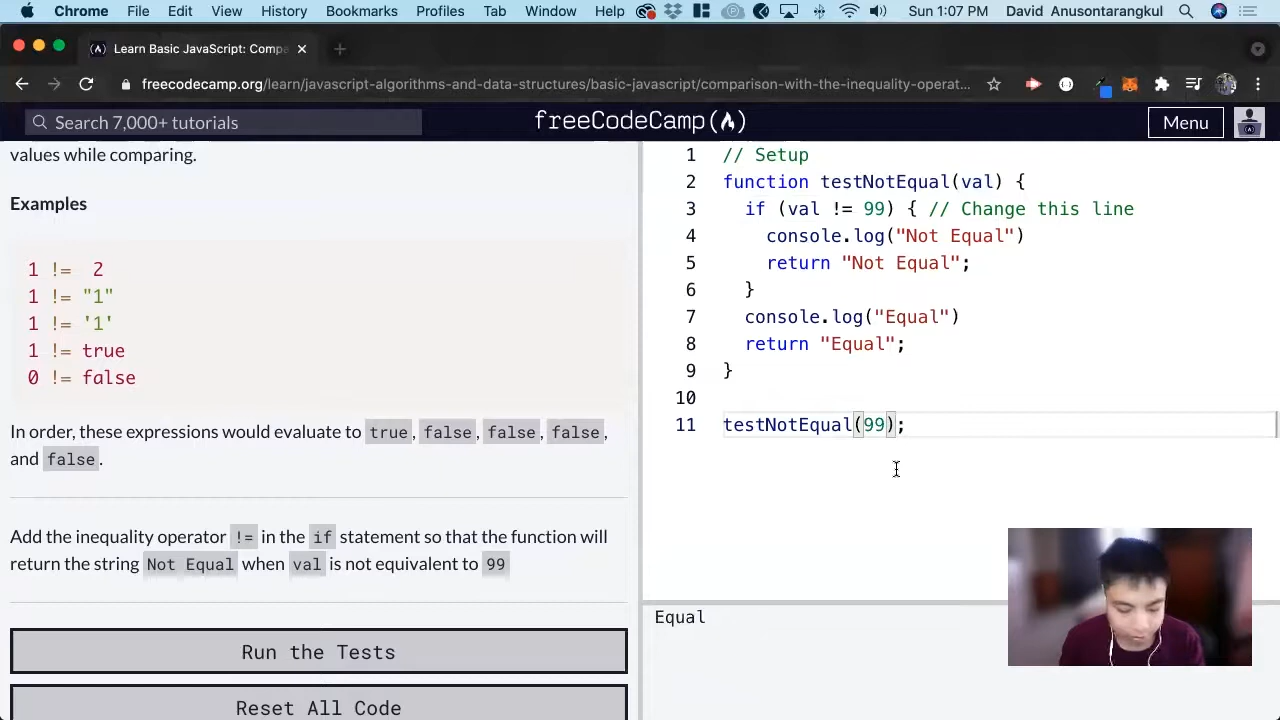 Chrome File Edit View History Bookmarks Profiles Tab Window Help Sun 1:07 PM David Anusontarangkul
Learn Basic JavaScript: Compa
freecodecamp.org/learn/javascript-algorithms-and-data-structures/basic-javascript/comparison-with-the-inequality-operat...
Search 7,000+ tutorials
freeCodeCamp
Menu
values while comparing.
Examples
1 != 2
1 != "1"
1 != '1'
1 != true
0 != false
In order, these expressions would evaluate to true, false, false, false,
and false.
Add the inequality operator != in the if statement so that the function will
return the string Not Equal when val is not equivalent to 99
Run the Tests
Reset All Code
1 // Setup
2 function testNotEqual(val) {
3 if (val != 99) { // Change this line
4 console.log("Not Equal")
5 return "Not Equal";
6 }
7 console.log("Equal")
8 return "Equal";
9 }
10
11 testNotEqual(99);
Equal